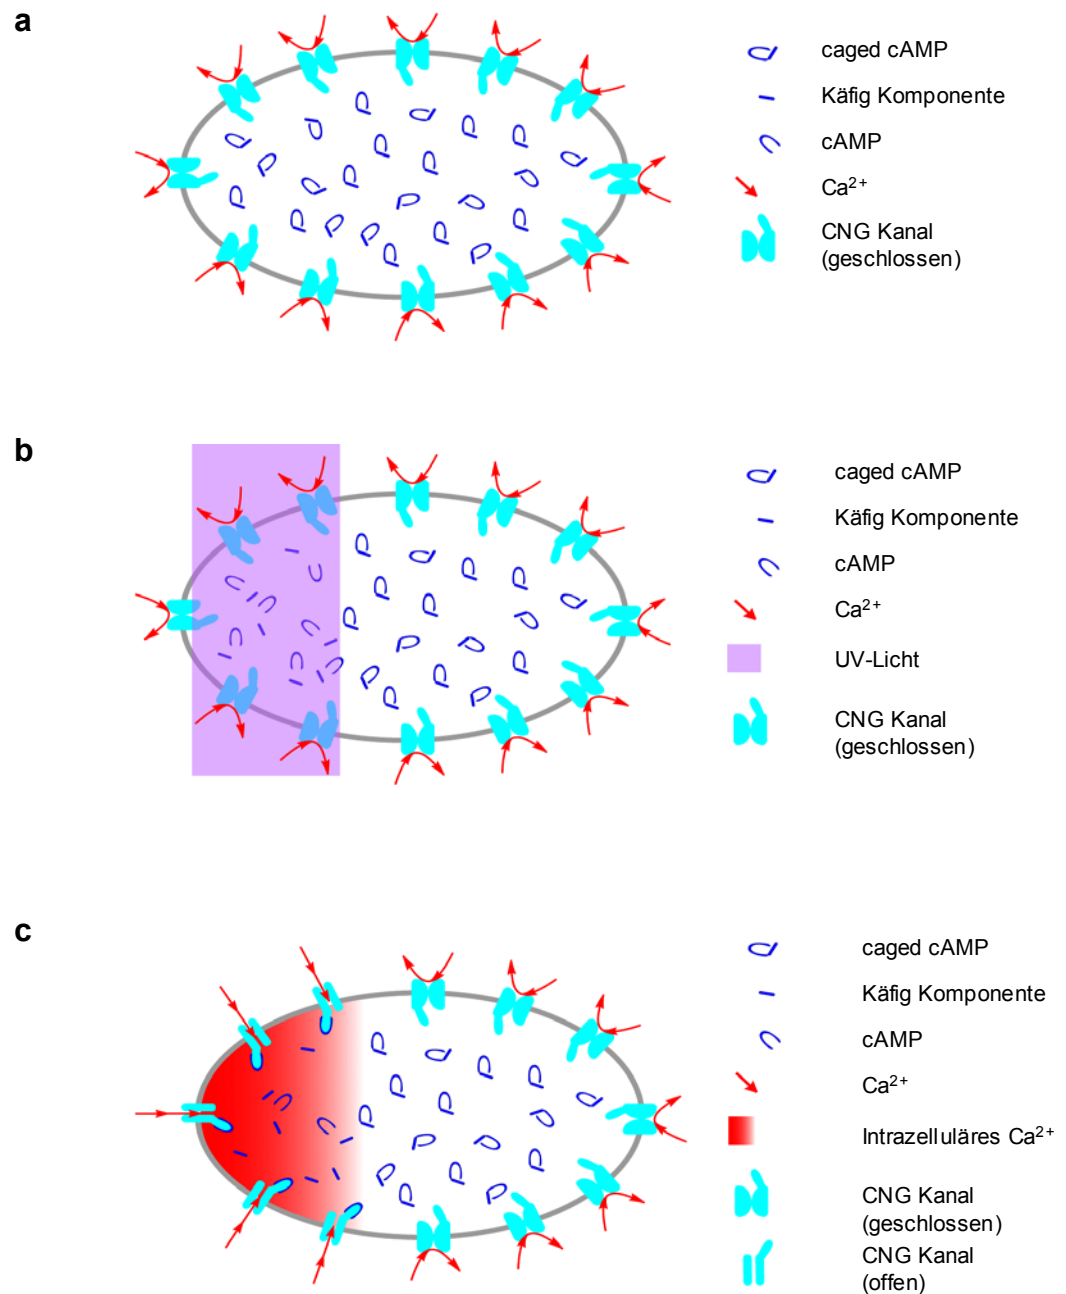 a
caged cAMP
Käfig Komponente
cAMP
Ca2+
CNG Kanal
(geschlossen)
b
caged cAMP
Käfig Komponente
cAMP
Ca2+
UV-Licht
CNG Kanal
(geschlossen)
c
caged cAMP
Käfig Komponente
cAMP
Ca2+
Intrazelluläres Ca2+
CNG Kanal
(geschlossen)
CNG Kanal
(offen)